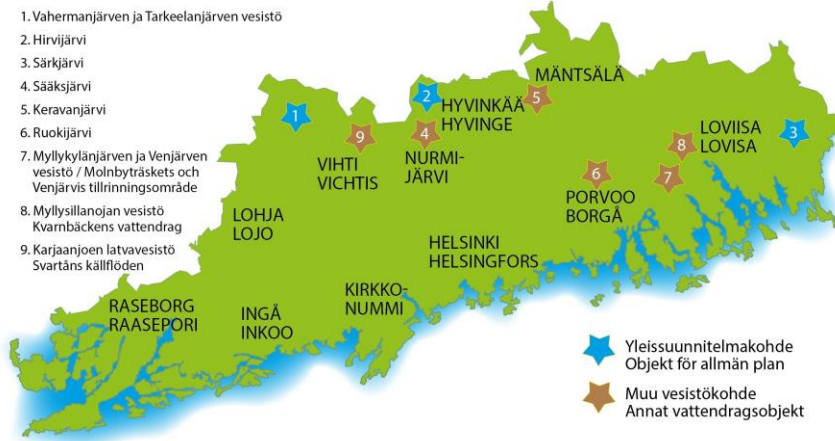 1. Vahermanjärven ja Tarkeelanjärven vesistö
2. Hirvijärvi
3. Särkjärvi
4. Sääksjärvi
5. Keravanjärvi
6. Ruokijärvi
7. Myllykylänjärven ja Venjärven
vesistö / Molnbyträskets och
Venjärvis tillrinningsområde
8. Myllysillanojan vesistö
Kvarnbäckens vattendrag
9. Karjaanjoen latvavesistö
Svartåns källflöden
MÄNTSÄLÄ
1
2
5
HYVINKÄÄ
HYVINGE
9
4
8
LOVIISA
LOVISA
3
VIHTI
VICHTIS
NURMI-
JÄRVI
6
7
PORVOO
BORGÅ
LOHJA
LOJO
HELSINKI
HELSINGFORS
KIRKKO-
NUMMI
RASEBORG
RAASEPORI
INGÅ
INKOO
Yleissuunnitelmakohde
Objekt för allmän plan
Muu vesistökohde
Annat vattendragsobjekt